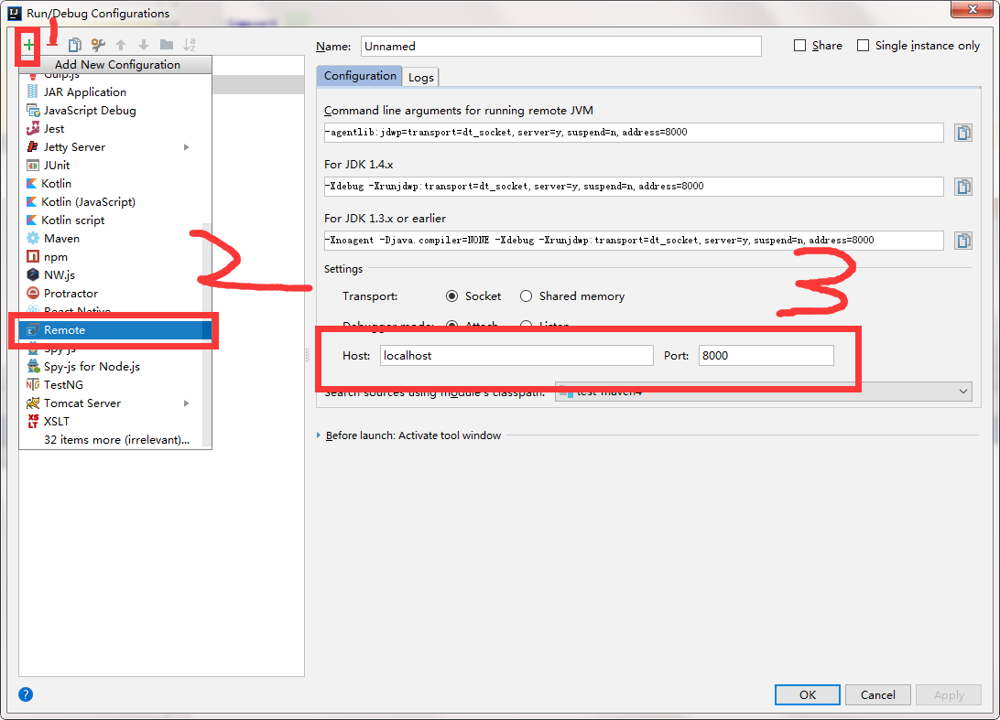 Run/Debug Configurations
1
Add New Configuration
Gulp.js
JAR Application
JavaScript Debug
Jest
Jetty Server
JUnit
Kotlin
Kotlin (JavaScript)
Kotlin script
Maven
npm
NW.js
Protractor
React Native
Remote
Spy-js
Spy-js for Node.js
TestNG
Tomcat Server
XSLT
32 items more (irrelevant)...
2
Name: Unnamed
Share
Single instance only
Configuration
Logs
Command line arguments for running remote JVM
-agentlib:jdwp=transport=dt_socket,server=y,suspend=n,address=8000
For JDK 1.4.x
-Xdebug -Xrunjdwp:transport=dt_socket,server=y,suspend=n,address=8000
For JDK 1.3.x or earlier
-Xnoagent -Djava.compiler=NONE -Xdebug -Xrunjdwp:transport=dt_socket,server=y,suspend=n,address=8000
Settings
3
Transport: Socket Shared memory
Debugger mode: Attach Listen
Host: localhost Port: 8000
Search sources using module's classpath: test-maven4
Before launch: Activate tool window
?
OK
Cancel
Apply